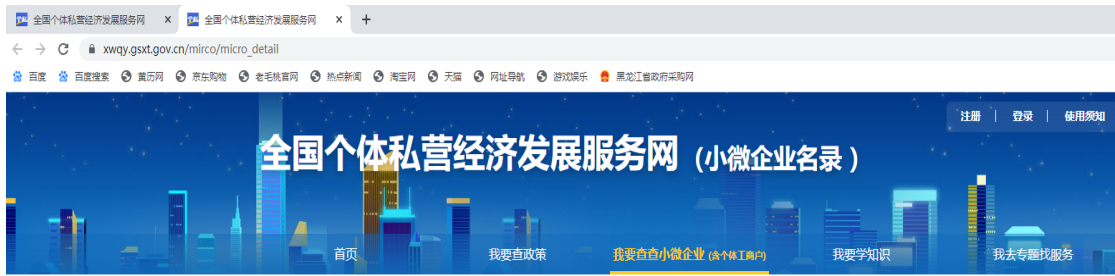 全国个体私营经济发展服务网 × 全国个体私营经济发展服务网 × +
xwqy.gsxt.gov.cn/mirco/micro_detail
百度 百度搜索 黄历网 京东购物 老毛桃官网 热点新闻 淘宝网 天猫 网址导航 游戏娱乐 黑龙江省政府采购网
注册 | 登录 | 使用须知
全国个体私营经济发展服务网（小微企业名录）
首页 我要查政策 我要查查小微企业 (含个体工商户) 我要学知识 我去专题找服务